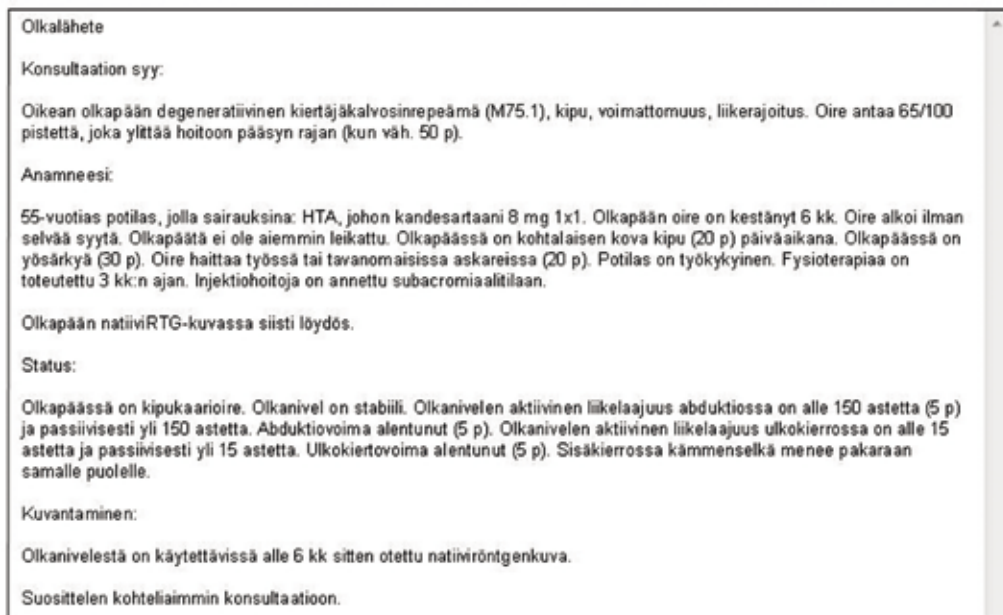 Olkalähete
Konsultaation syy:
Oikean olkapään degeneratiivinen kiertäjäkalvosinrepeämä (M75.1), kipu, voimattomuus, liikerajoitus. Oire antaa 65/100
pistettä, joka ylittää hoitoon pääsyn rajan (kun väh. 50 p).
Anamneesi:
55-vuotias potilas, jolla sairauksina: HTA, johon kandesartaani 8 mg 1x1. Olkapään oire on kestänyt 6 kk. Oire alkoi ilman
selvää syytä. Olkapäätä ei ole aiemmin leikattu. Olkapäässä on kohtalaisen kova kipu (20 p) päiväaikana. Olkapäässä on
yösärkyä (30 p). Oire haittaa työssä tai tavanomaisissa askareissa (20 p). Potilas on työkykyinen. Fysioterapiaa on
toteutettu 3 kk:n ajan. Injektiohoitoja on annettu subacromiaalitilaan.
Olkapään natiiviRTG-kuvassa siisti löydös.
Status:
Olkapäässä on kipukaarioire. Olkanivel on stabiili. Olkanivelen aktiivinen liikelaajuus abduktiossa on alle 150 astetta (5 p)
ja passiivisesti yli 150 astetta. Abduktiovoima alentunut (5 p). Olkanivelen aktiivinen liikelaajuus ulkokierrossa on alle 15
astetta ja passiivisesti yli 15 astetta. Ulkokiertovoima alentunut (5 p). Sisäkierrossa kämmenselkä menee pakaraan
samalle puolelle.
Kuvantaminen:
Olkanivelestä on käytettävissä alle 6 kk sitten otettu natiiviröntgenkuva.
Suosittelen kohteliaimmin konsultaatioon.